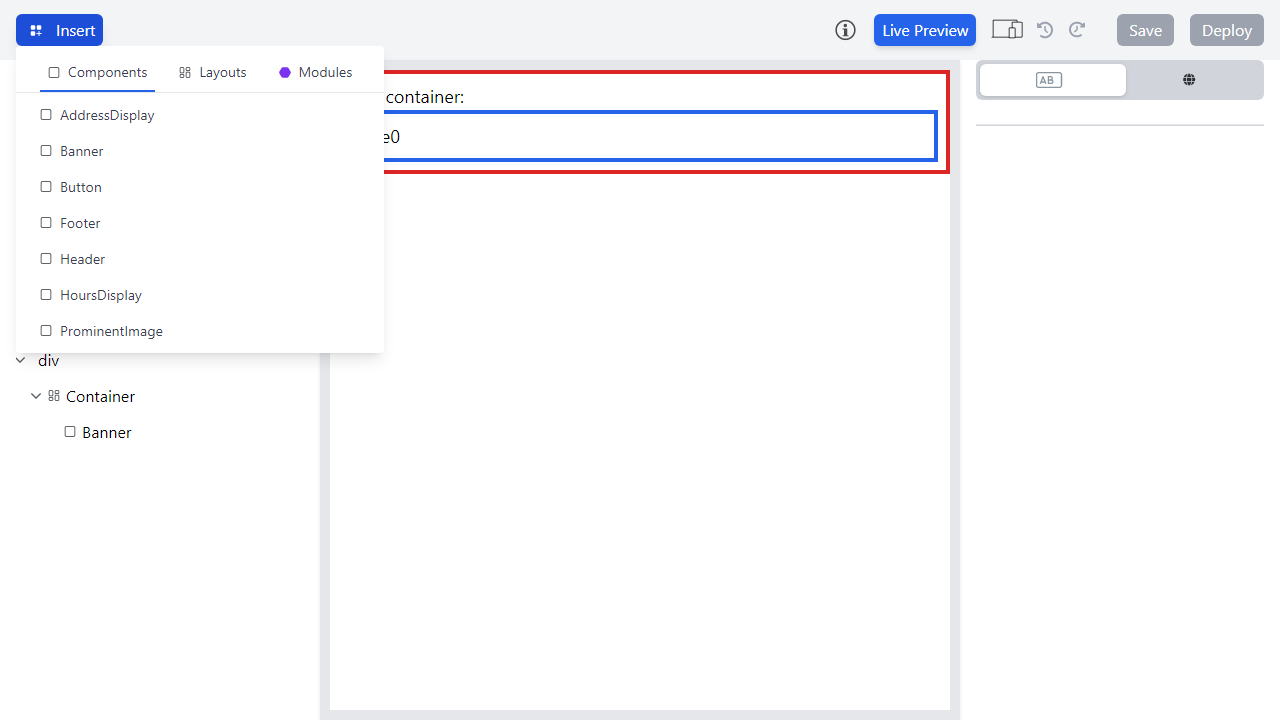 Insert
Live Preview
Save
Deploy
Components
Layouts
Modules
AddressDisplay
Banner
Button
Footer
Header
HoursDisplay
ProminentImage
container:
e0
AB
div
Container
Banner